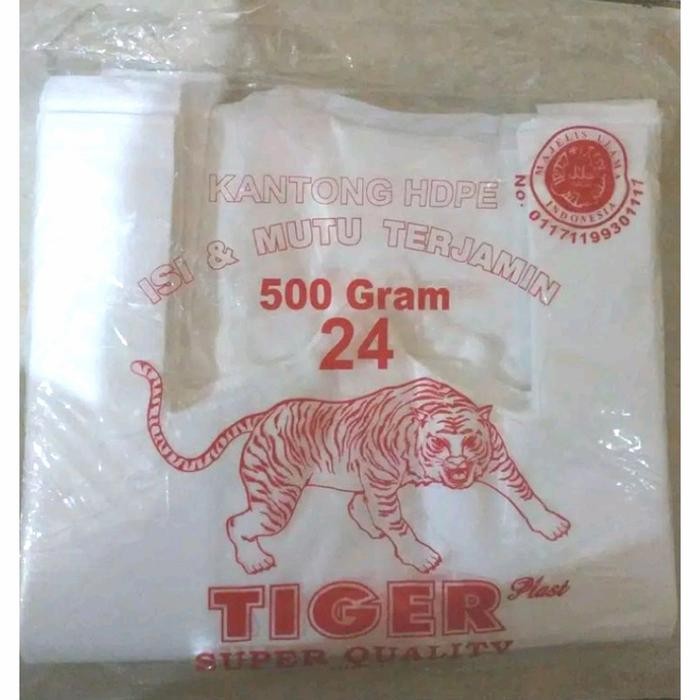 KANTONG HDPE
ISI & MUTU TERJAMIN
500 Gram
24
MAJELIS ULAMA
INDONESIA
No. 01171199301111
TIGER Plast
SUPER QUALITY